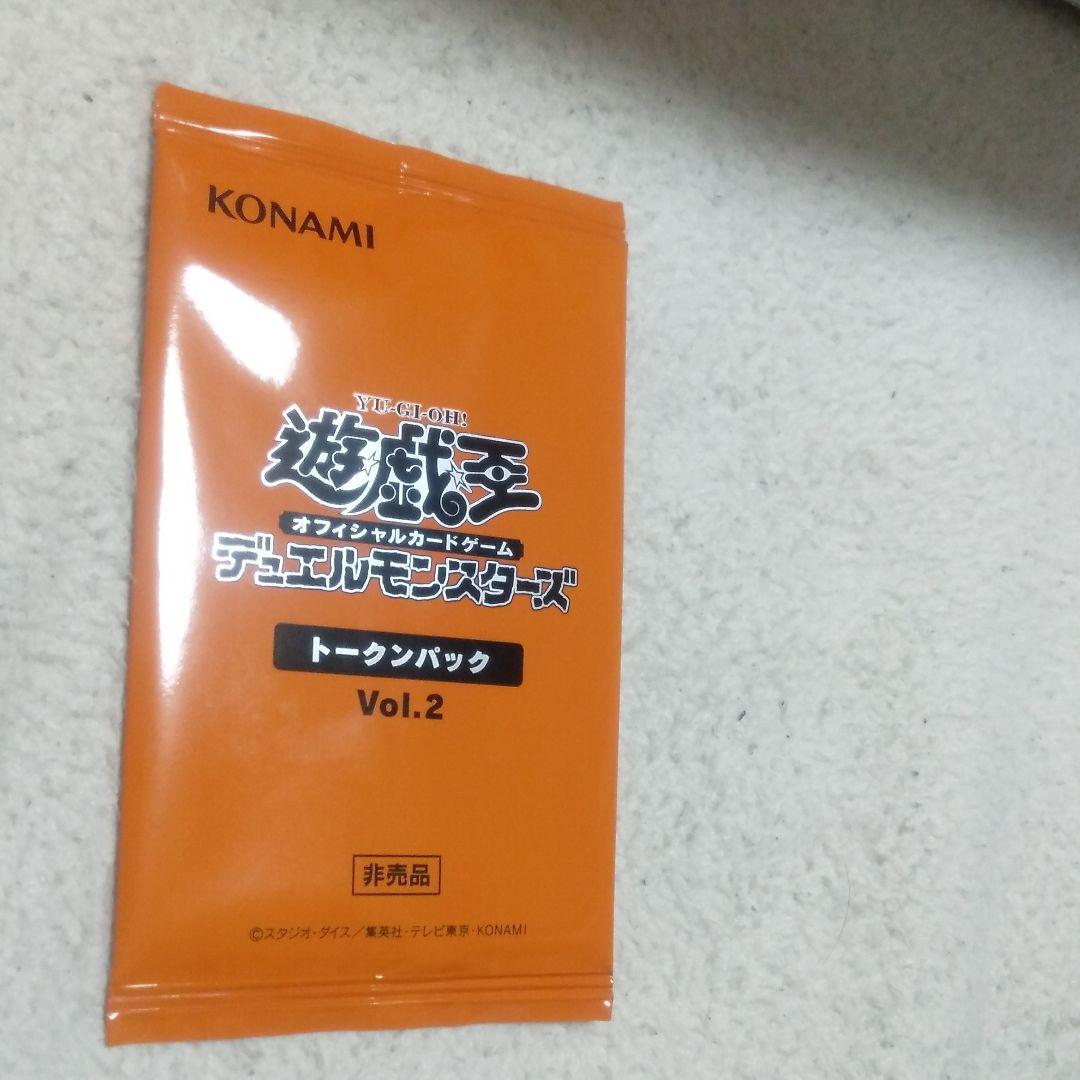 KONAMI
YU-GI-OH!
遊戯王
オフィシャルカードゲーム
デュエルモンスターズ
トークンパック
Vol.2
非売品
©スタジオ・ダイス/集英社・テレビ東京・KONAMI